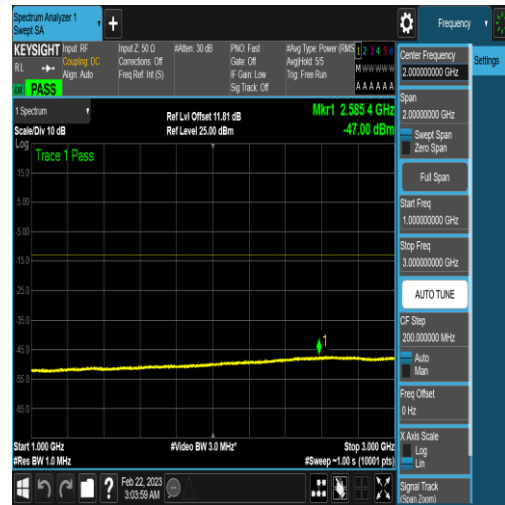 Spectrum Analyzer 1
Swept SA
Frequency
KEYSIGHT
Input: RF
Coupling: DC
Align: Auto
Input Z: 50 Ω
Corrections: Off
Freq Ref: Int (S)
#Atten: 30 dB
PNO: Fast
Gate: Off
IF Gain: Low
Sig Track: Off
#Avg Type: Power (RMS)
Avg|Hold: 5/5
Trig: Free Run
1 2 3 4 5 6
M W W W W W
A A A A A A
RL
PASS
1 Spectrum
Scale/Div 10 dB
Ref Lvl Offset 11.81 dB
Ref Level 25.00 dBm
Mkr1 2.585 4 GHz
-47.00 dBm
Log
Trace 1 Pass
15.0
5.00
-5.00
-15.0
-25.0
-35.0
-45.0
-55.0
-65.0
1
Start 1.000 GHz
#Res BW 1.0 MHz
#Video BW 3.0 MHz*
Stop 3.000 GHz
#Sweep ~1.00 s (10001 pts)
Feb 22, 2023
3:03:59 AM
Settings
Center Frequency
2.000000000 GHz
Span
2.00000000 GHz
Swept Span
Zero Span
Full Span
Start Freq
1.000000000 GHz
Stop Freq
3.000000000 GHz
AUTO TUNE
CF Step
200.000000 MHz
Auto
Man
Freq Offset
0 Hz
X Axis Scale
Log
Lin
Signal Track
(Span Zoom)